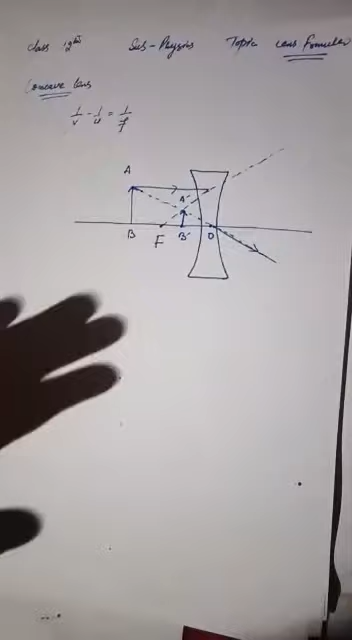 Class 12th Sub-Physics Topic Lens Formula
Concave lens
1/v - 1/u = 1/f
A
A'
B F B' O